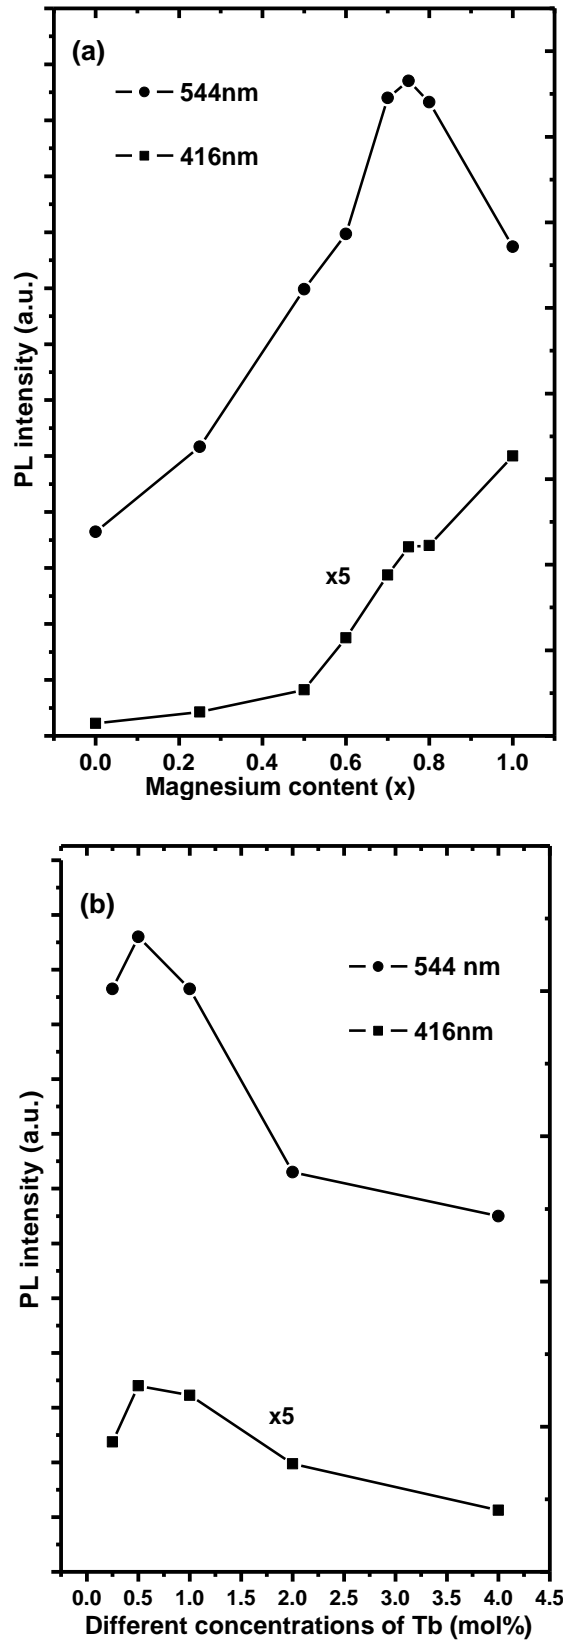 (a)
544nm
416nm
PL intensity (a.u.)
x5
0.0 0.2 0.4 0.6 0.8 1.0
Magnesium content (x)
(b)
544 nm
416nm
PL intensity (a.u.)
x5
0.0 0.5 1.0 1.5 2.0 2.5 3.0 3.5 4.0 4.5
Different concentrations of Tb (mol%)